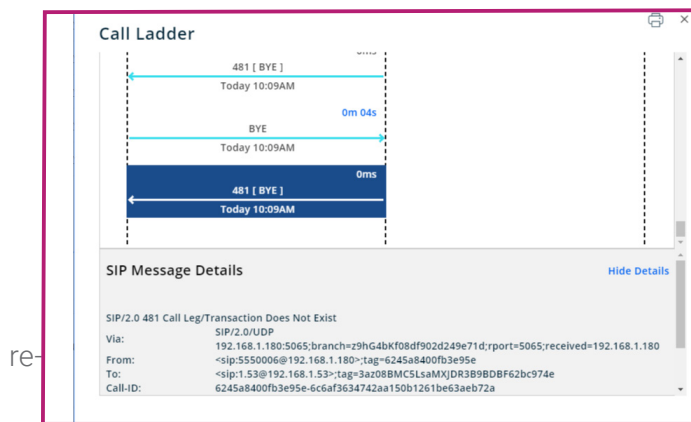 Call Ladder
×
0ms
481 [ BYE ]
Today 10:09AM
0m 04s
BYE
Today 10:09AM
0ms
481 [ BYE ]
Today 10:09AM
SIP Message Details
Hide Details
SIP/2.0 481 Call Leg/Transaction Does Not Exist
Via: SIP/2.0/UDP
192.168.1.180:5065;branch=z9hG4bKf08df902d249e71d;rport=5065;received=192.168.1.180
re-
From: <sip:5550006@192.168.1.180>;tag=6245a8400fb3e95e
To: <sip:1.53@192.168.1.53>;tag=3az08BMC5LsaMXJDR3B9BDBF62bc974e
Call-ID: 6245a8400fb3e95e-6c6af3634742aa150b1261be63aeb72a